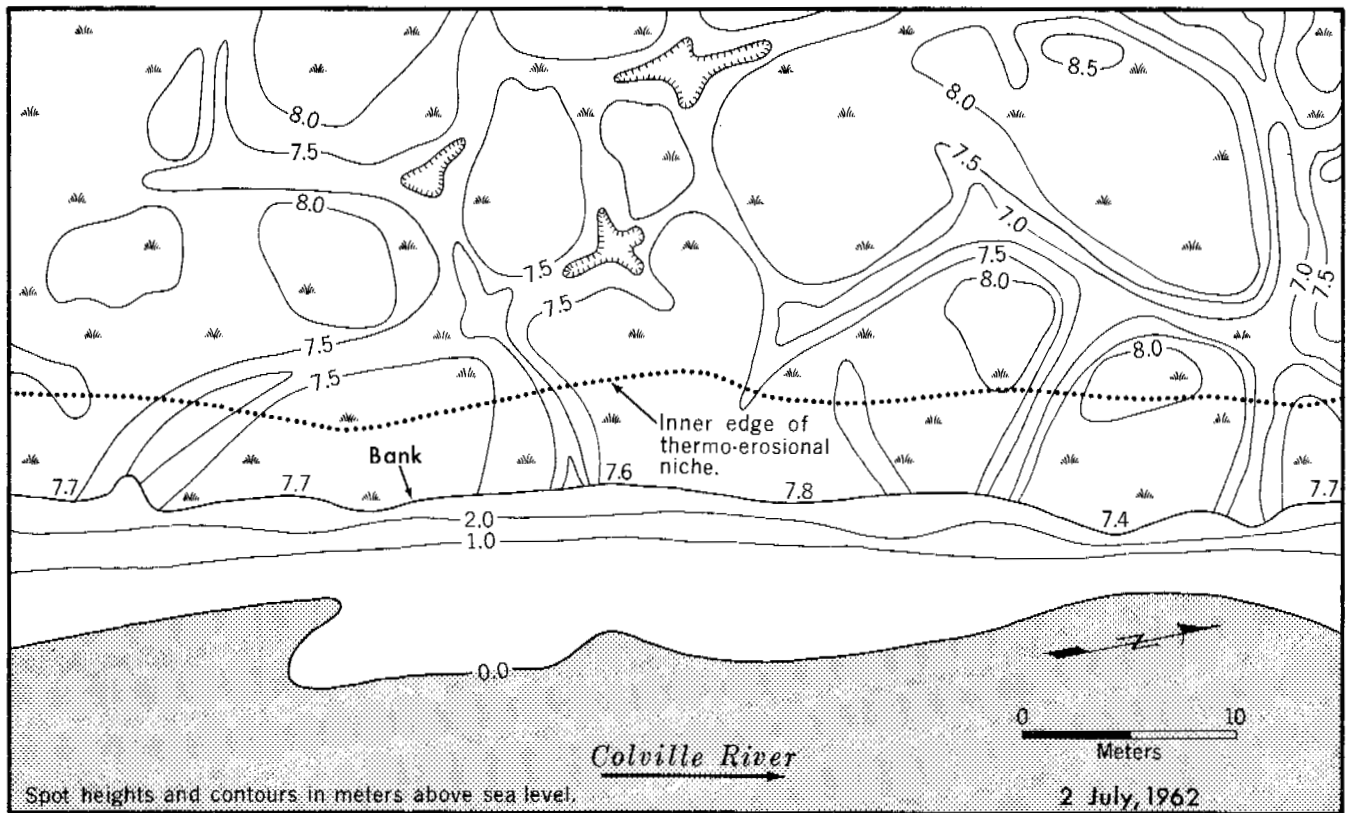 8.5
8.0
8.0
7.5
7.5
8.0
7.0
7.5
7.0
7.5
7.5
7.5
8.0
7.5
7.5
8.0
Inner edge of
thermo-erosional
niche.
Bank
7.7
7.7
7.6
7.8
7.7
7.4
2.0
1.0
N
0.0
0 10
Meters
Colville River
Spot heights and contours in meters above sea level.
2 July, 1962